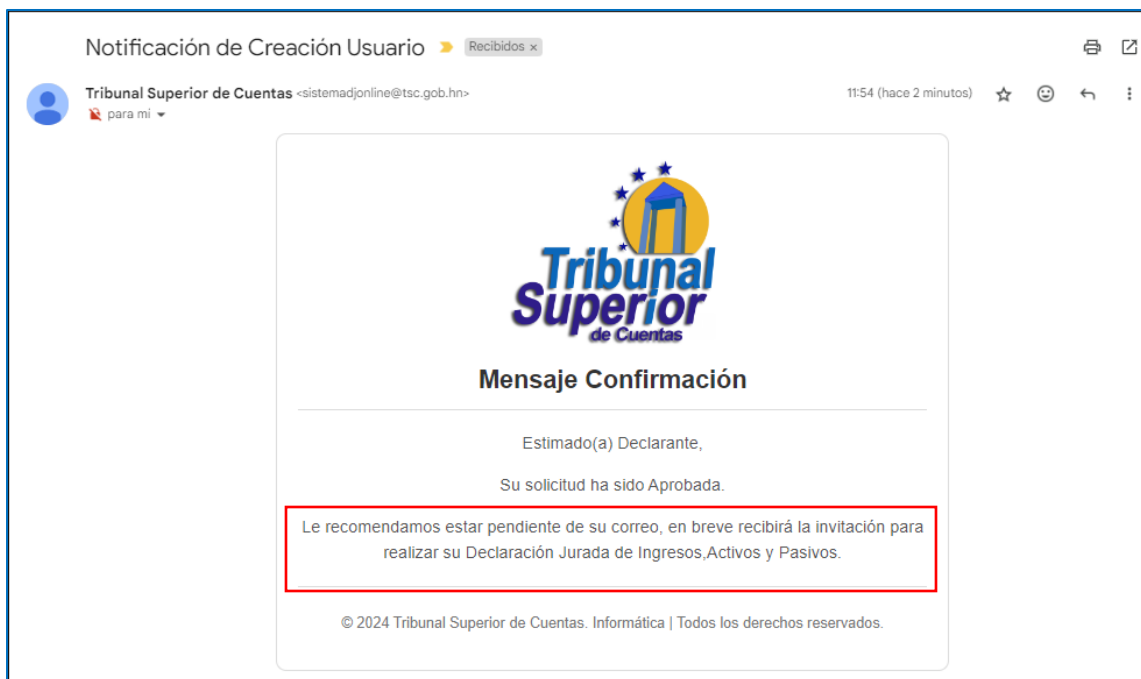 Notificación de Creación Usuario
Recibidos x
Tribunal Superior de Cuentas <sistemadjonline@tsc.gob.hn>
11:54 (hace 2 minutos)
para mí
Tribunal
Superior
de Cuentas
Mensaje Confirmación
Estimado(a) Declarante,
Su solicitud ha sido Aprobada.
Le recomendamos estar pendiente de su correo, en breve recibirá la invitación para
realizar su Declaración Jurada de Ingresos,Activos y Pasivos.
© 2024 Tribunal Superior de Cuentas. Informática | Todos los derechos reservados.